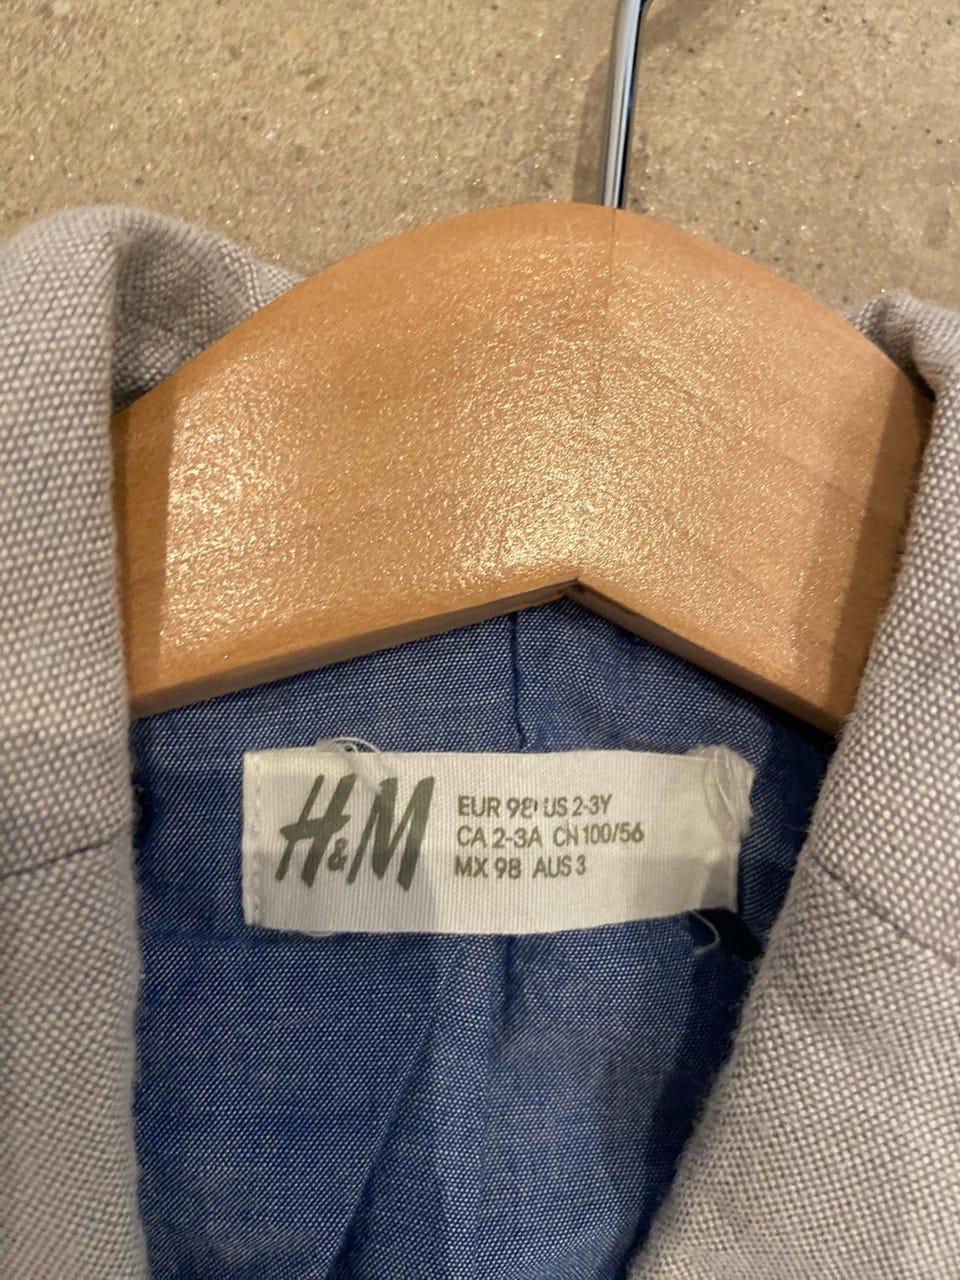 H&M
EUR 98 US 2-3Y
CA 2-3A CN 100/56
MX 98 AUS 3